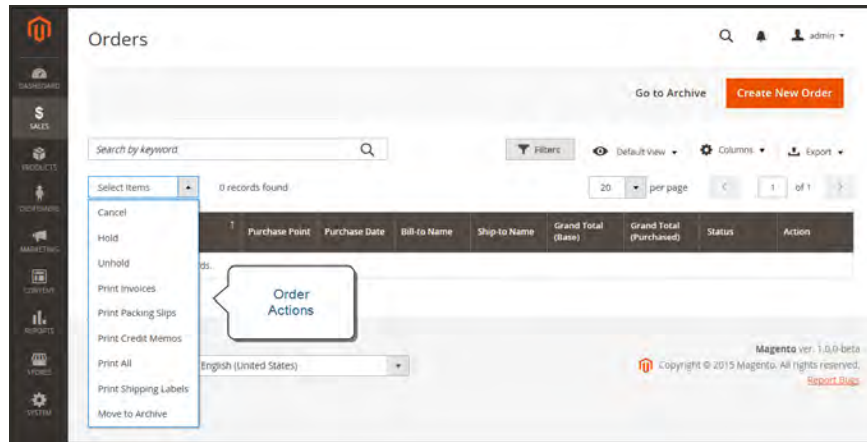 Orders
admin
DASHBOARD
SALES
PRODUCTS
CUSTOMERS
MARKETING
CONTENT
REPORTS
STORES
SYSTEM
Go to Archive
Create New Order
Search by keyword
Filters
Default View
Columns
Export
Select Items
0 records found
20
per page
1
of 1
Purchase Point
Purchase Date
Bill-to Name
Ship-to Name
Grand Total
(Base)
Grand Total
(Purchased)
Status
Action
Cancel
Hold
Unhold
Print Invoices
Print Packing Slips
Print Credit Memos
Print All
Print Shipping Labels
Move to Archive
ds.
Order
Actions
English (United States)
Magento ver. 1.0.0-beta
Copyright © 2015 Magento. All rights reserved.
Report Bugs